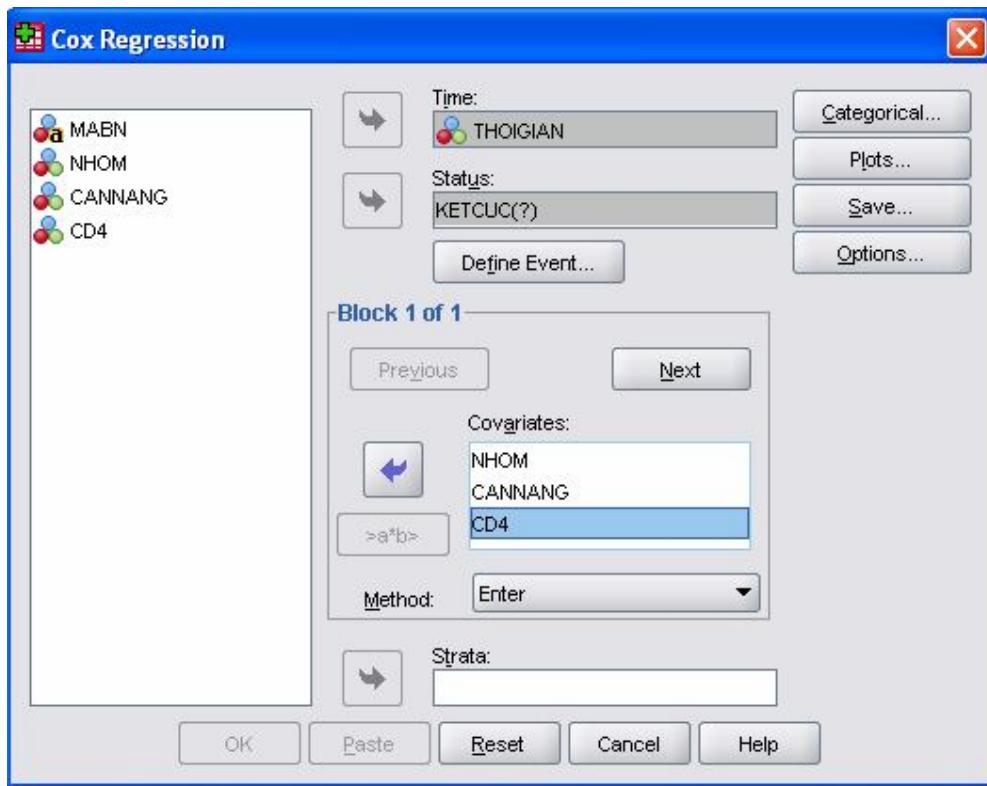 Cox Regression
MABN
NHOM
CANNANG
CD4
Time:
THOIGIAN
Status:
KETCUC(?)
Define Event...
Categorical...
Plots...
Save...
Options...
Block 1 of 1
Previous
Next
Covariates:
NHOM
CANNANG
CD4
>a*b>
Method:
Enter
Strata:
OK
Paste
Reset
Cancel
Help